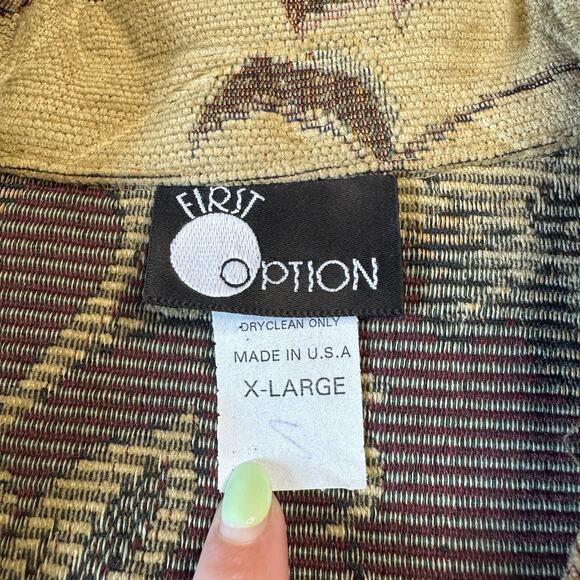 FIRST
OPTION
DRYCLEAN ONLY
MADE IN U.S.A
X-LARGE